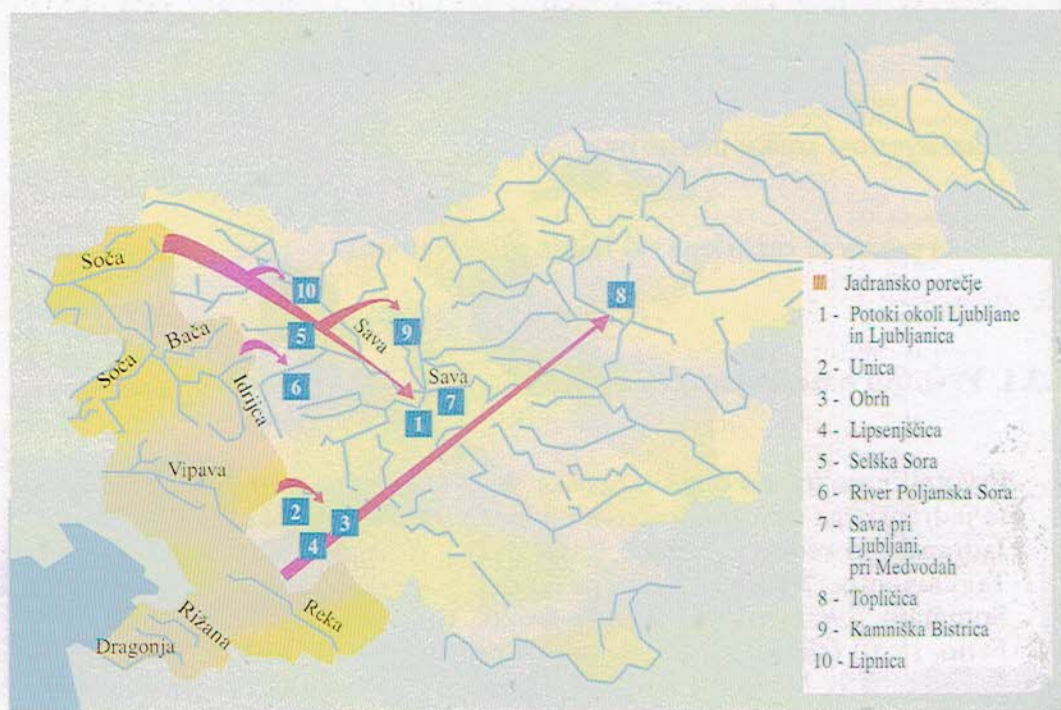 Soča
Bača
Soča
Idrijca
Vipava
Sava
Sava
Reka
Rižana
Dragonja
10
5
9
6
7
1
2
3
4
8
Jadransko porečje
1 - Potoki okoli Ljubljane
in Ljubljanica
2 - Unica
3 - Obrh
4 - Lipsenjščica
5 - Selška Sora
6 - River Poljanska Sora
7 - Sava pri
Ljubljani,
pri Medvodah
8 - Topličica
9 - Kamniška Bistrica
10 - Lipnica